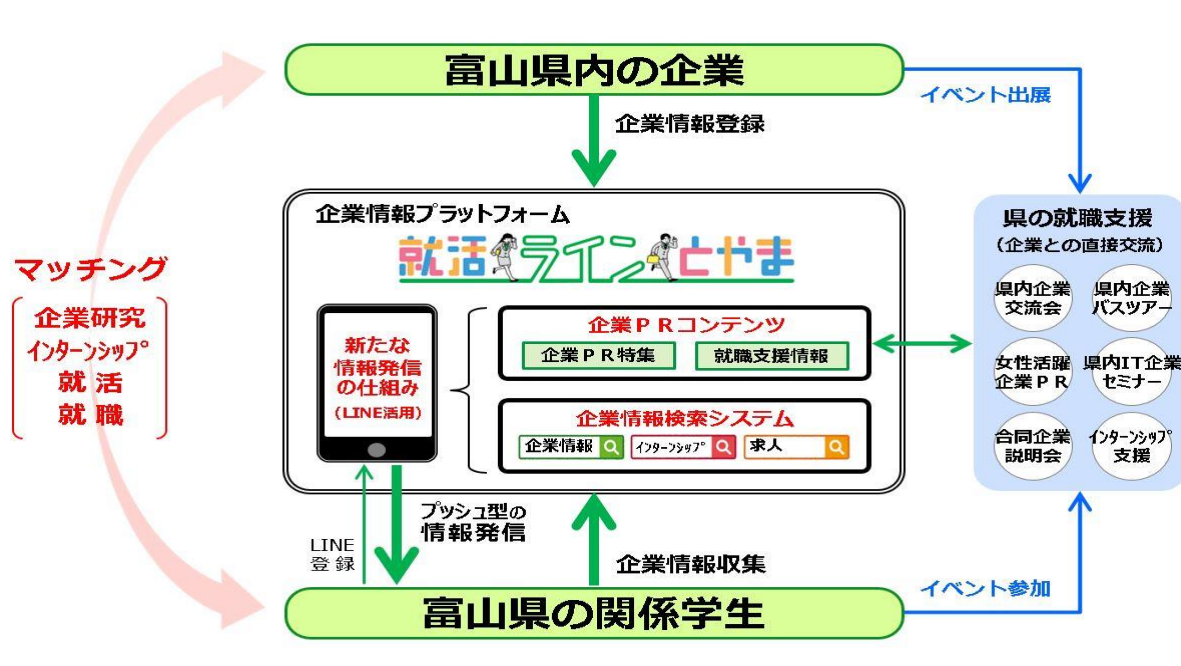 富山県内の企業
イベント出展
企業情報登録
企業情報プラットフォーム
就活ラインとやま
県の就職支援
(企業との直接交流)
県内企業
交流会
県内企業
バスツアー
女性活躍
企業PR
県内IT企業
セミナー
合同企業
説明会
インターンシップ
支援
マッチング
企業研究
インターンシップ
就 活
就 職
新たな
情報発信
の仕組み
(LINE活用)
企業PRコンテンツ
企業PR特集
就職支援情報
企業情報検索システム
企業情報
インターンシップ
求人
LINE
登 録
プッシュ型の
情報発信
企業情報収集
イベント参加
富山県の関係学生